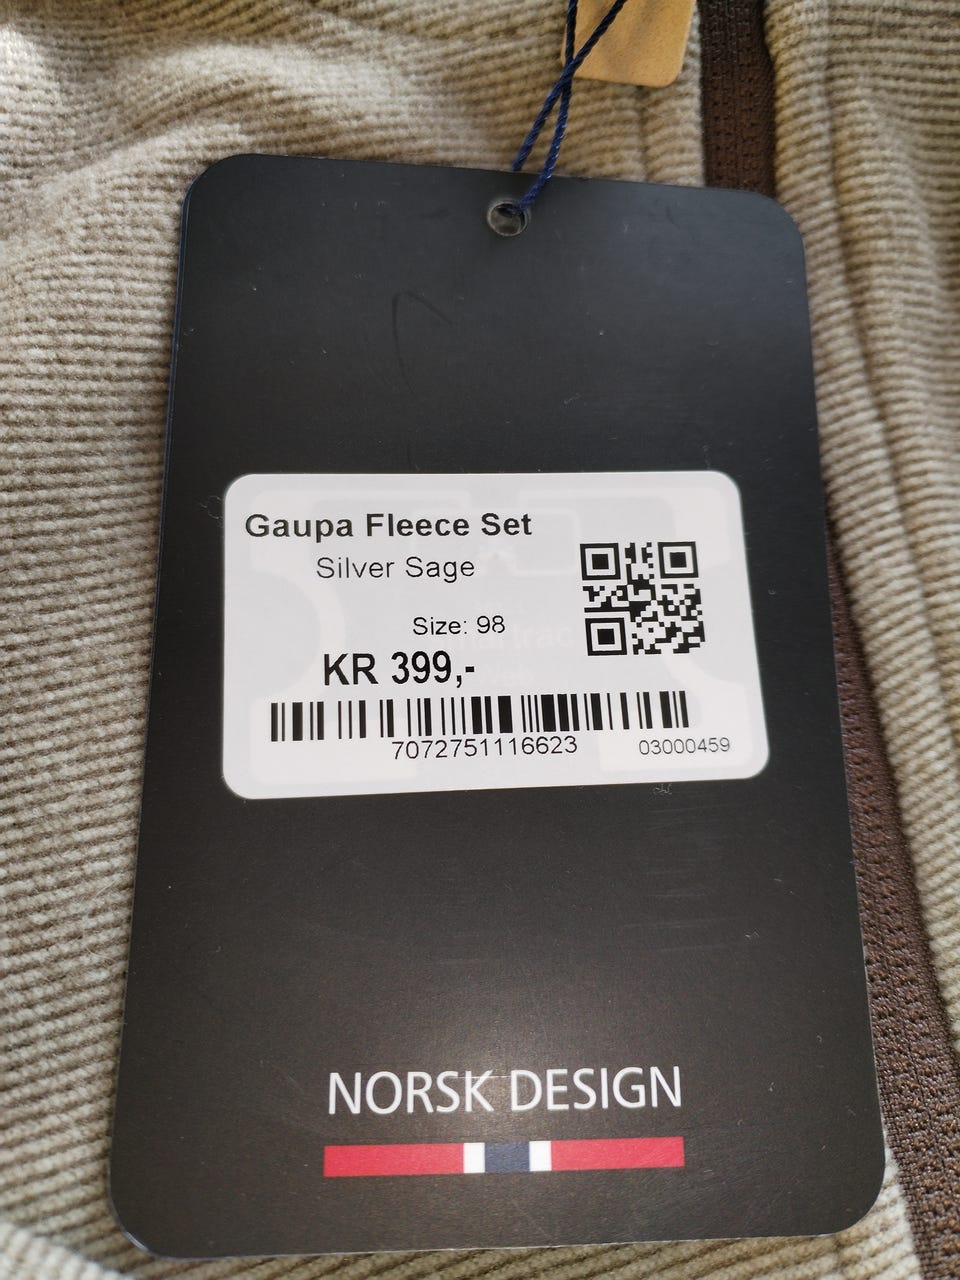 Gaupa Fleece Set
Silver Sage
Size: 98
KR 399,-
7072751116623
03000459
NORSK DESIGN